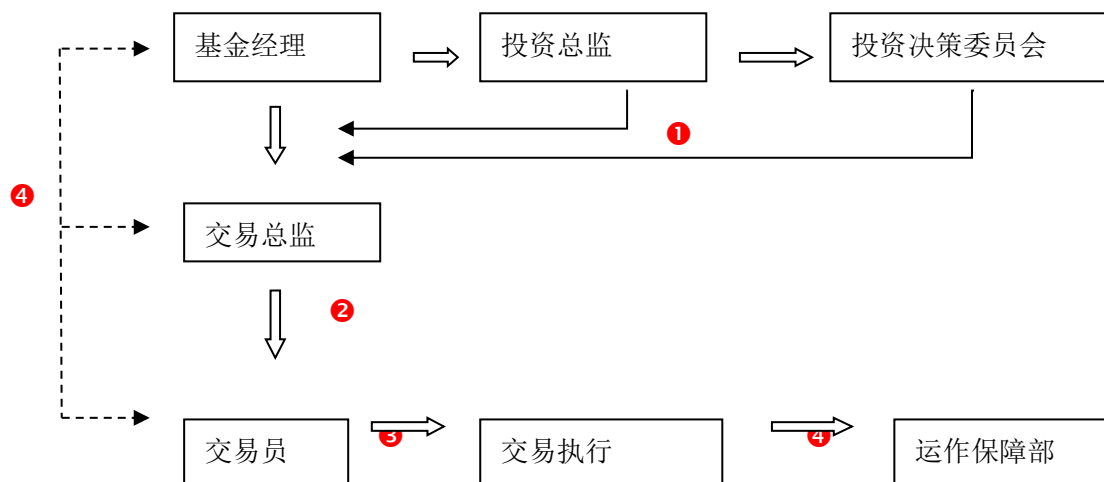 基金经理
投资总监
投资决策委员会
❶
❹
交易总监
❷
交易员
❸
交易执行
❹
运作保障部